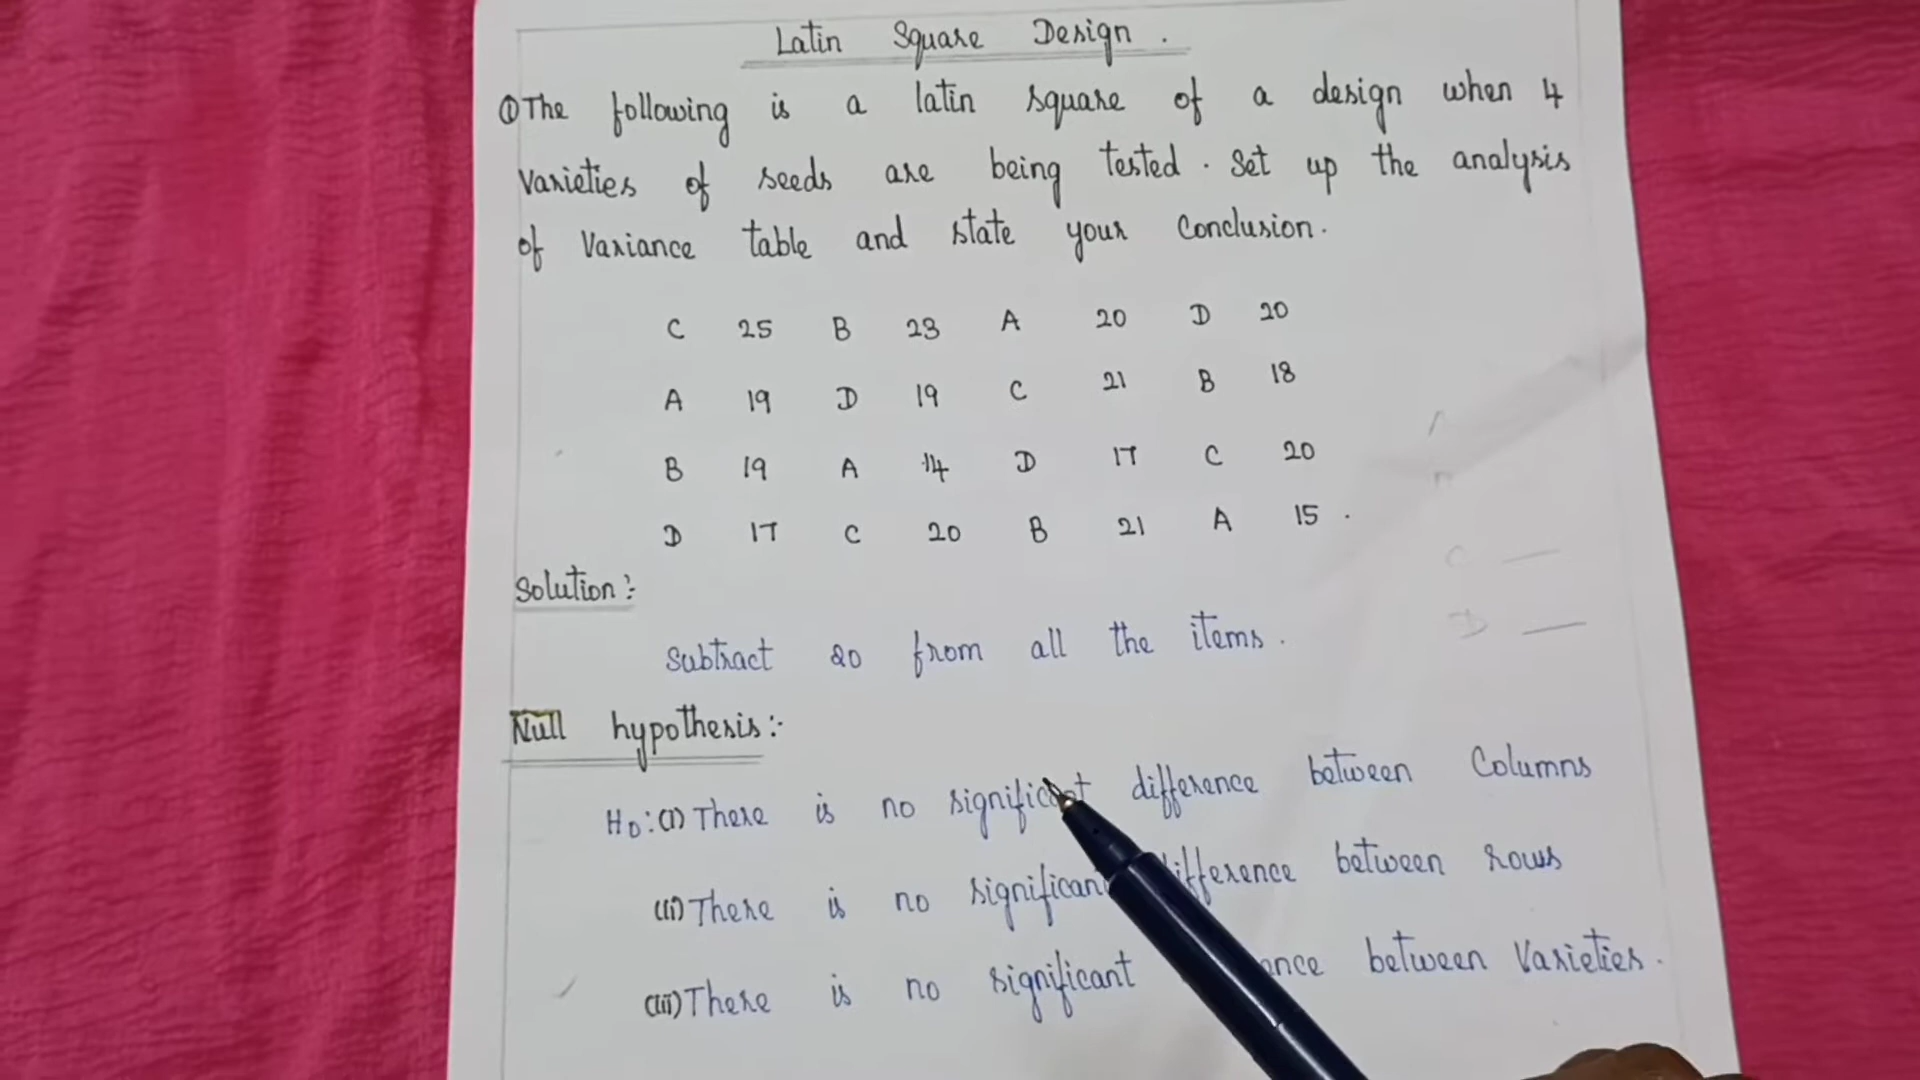 Latin Square Design.
① The following is a latin square of a design when 4
varieties of seeds are being tested. Set up the analysis
of Variance table and state your Conclusion.
C 25 B 23 A 20 D 20
A 19 D 19 C 21 B 18
B 19 A 14 D 17 C 20
D 17 C 20 B 21 A 15.
Solution:-
Subtract 20 from all the items.
Null hypothesis:-
H0:(i) There is no significant difference between Columns
(ii) There is no significant difference between rows
(iii) There is no significant between Varieties.